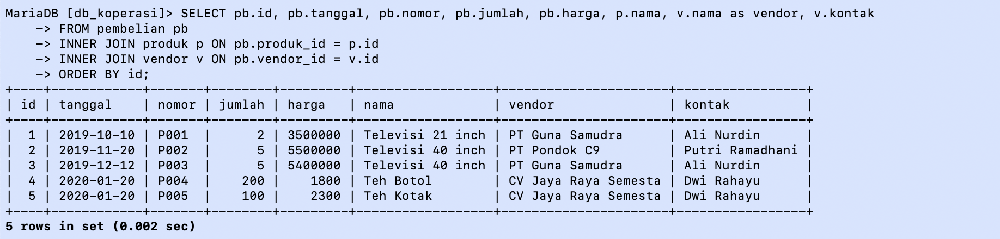 MariaDB [db_koperasi]> SELECT pb.id, pb.tanggal, pb.nomor, pb.jumlah, pb.harga, p.nama, v.nama as vendor, v.kontak
    -> FROM pembelian pb
    -> INNER JOIN produk p ON pb.produk_id = p.id
    -> INNER JOIN vendor v ON pb.vendor_id = v.id
    -> ORDER BY id;
+----+------------+-------+--------+---------+------------------+----------------------+-----------------+
| id | tanggal    | nomor | jumlah | harga   | nama             | vendor               | kontak          |
+----+------------+-------+--------+---------+------------------+----------------------+-----------------+
|  1 | 2019-10-10 | P001  |      2 | 3500000 | Televisi 21 inch | PT Guna Samudra      | Ali Nurdin      |
|  2 | 2019-11-20 | P002  |      5 | 5500000 | Televisi 40 inch | PT Pondok C9         | Putri Ramadhani |
|  3 | 2019-12-12 | P003  |      5 | 5400000 | Televisi 40 inch | PT Guna Samudra      | Ali Nurdin      |
|  4 | 2020-01-20 | P004  |    200 |    1800 | Teh Botol        | CV Jaya Raya Semesta | Dwi Rahayu      |
|  5 | 2020-01-20 | P005  |    100 |    2300 | Teh Kotak        | CV Jaya Raya Semesta | Dwi Rahayu      |
+----+------------+-------+--------+---------+------------------+----------------------+-----------------+
5 rows in set (0.002 sec)